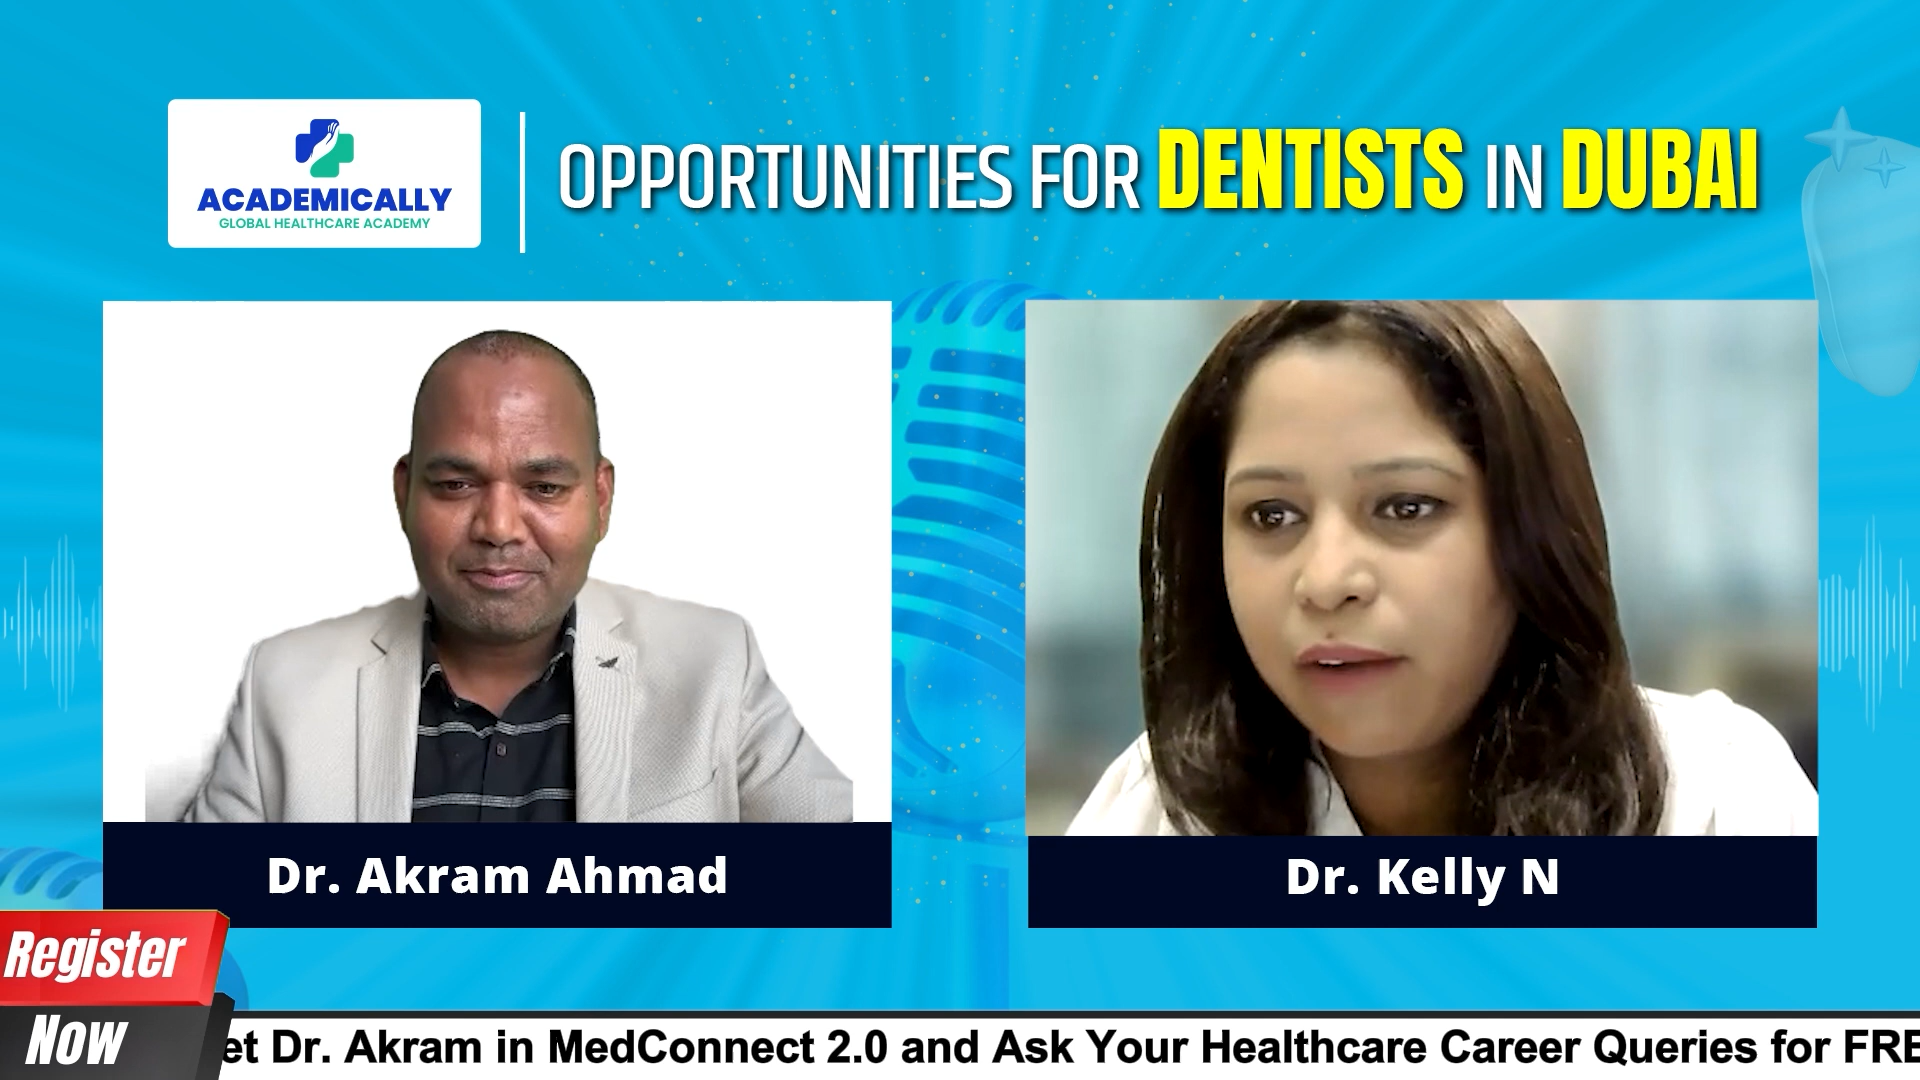 ACADEMICALLY
GLOBAL HEALTHCARE ACADEMY
OPPORTUNITIES FOR DENTISTS IN DUBAI
Dr. Akram Ahmad
Dr. Kelly N
Register
Now
et Dr. Akram in MedConnect 2.0 and Ask Your Healthcare Career Queries for FRE